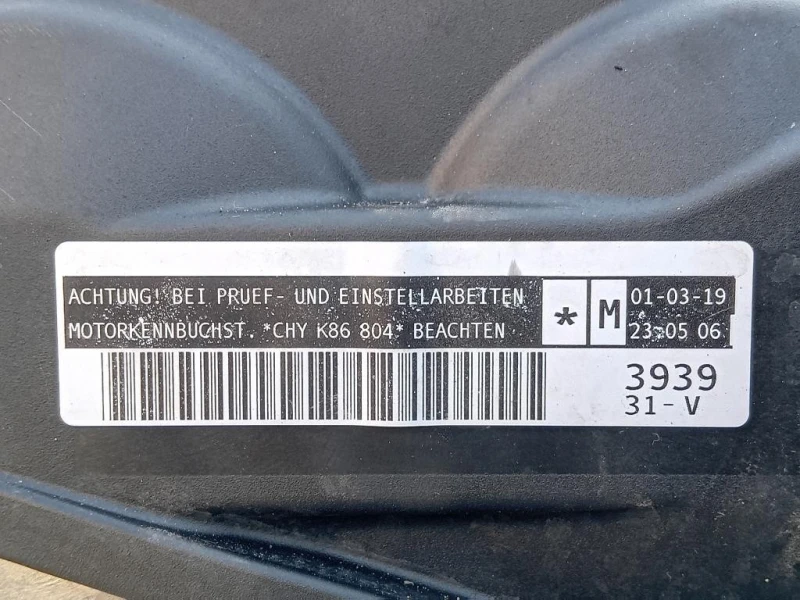 ACHTUNG! BEI PRUEF- UND EINSTELLARBEITEN
MOTORKENNBUCHST. *CHY K86 804* BEACHTEN
* M
01-03-19
23:05 06
3939
31-V